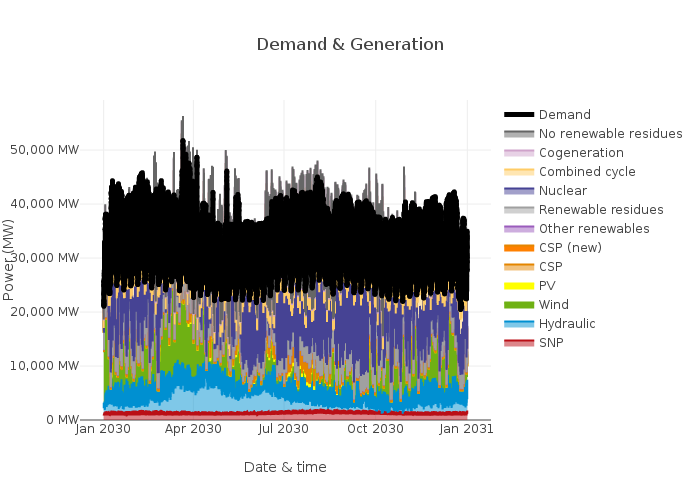 Demand & Generation
Power (MW)
50,000 MW
40,000 MW
30,000 MW
20,000 MW
10,000 MW
0 MW
Jan 2030
Apr 2030
Jul 2030
Oct 2030
Jan 2031
Date & time
Demand
No renewable residues
Cogeneration
Combined cycle
Nuclear
Renewable residues
Other renewables
CSP (new)
CSP
PV
Wind
Hydraulic
SNP